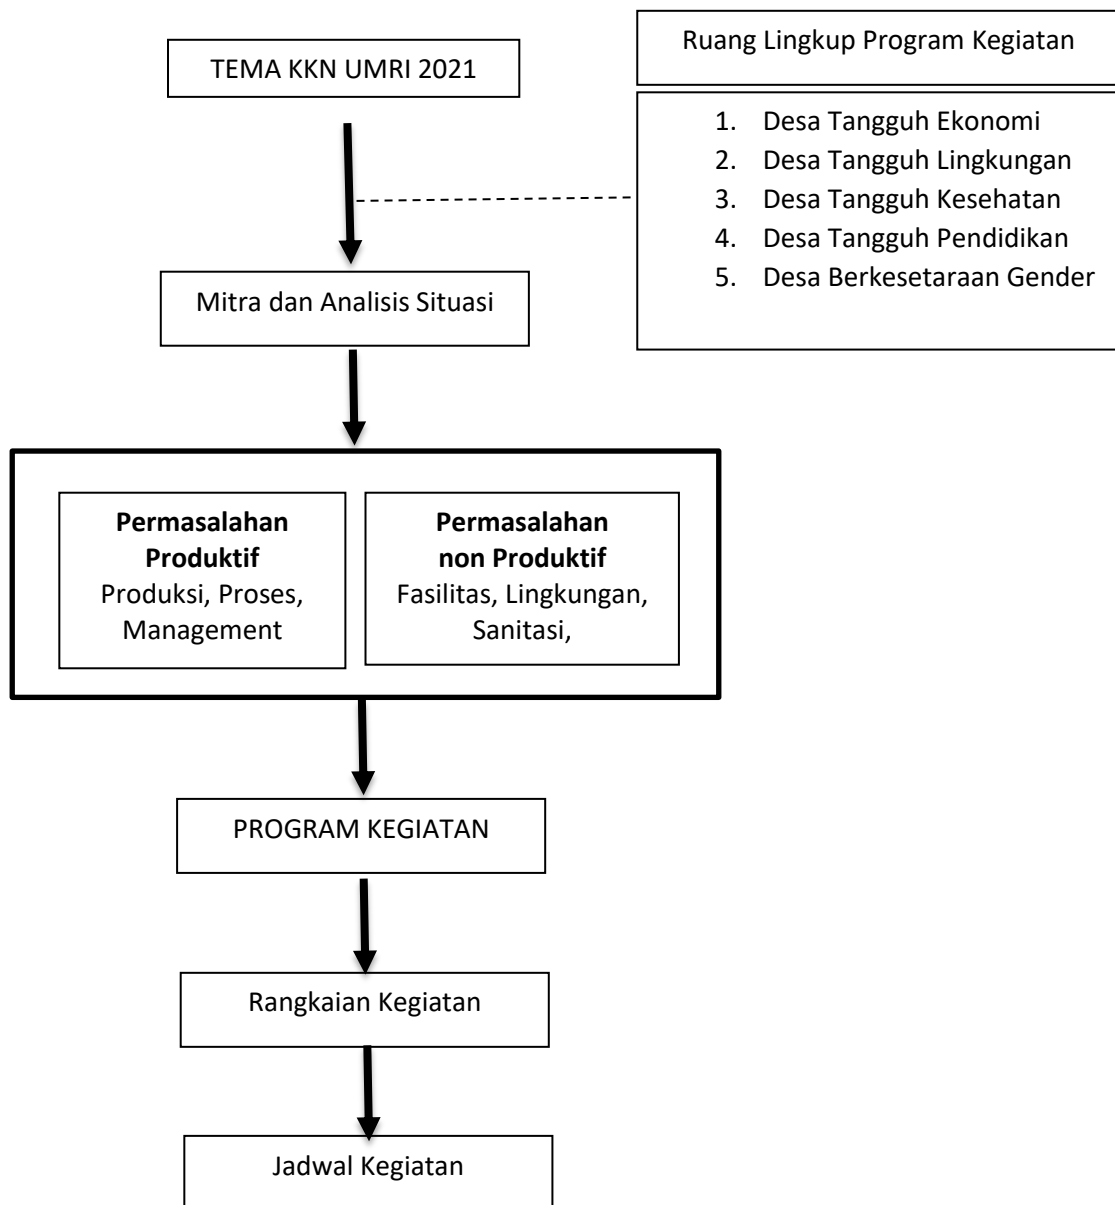 TEMA KKN UMRI 2021
Ruang Lingkup Program Kegiatan
1. Desa Tangguh Ekonomi
2. Desa Tangguh Lingkungan
3. Desa Tangguh Kesehatan
4. Desa Tangguh Pendidikan
5. Desa Berkesetaraan Gender
Mitra dan Analisis Situasi
Permasalahan
Produktif
Produksi, Proses,
Management
Permasalahan
non Produktif
Fasilitas, Lingkungan,
Sanitasi,
PROGRAM KEGIATAN
Rangkaian Kegiatan
Jadwal Kegiatan